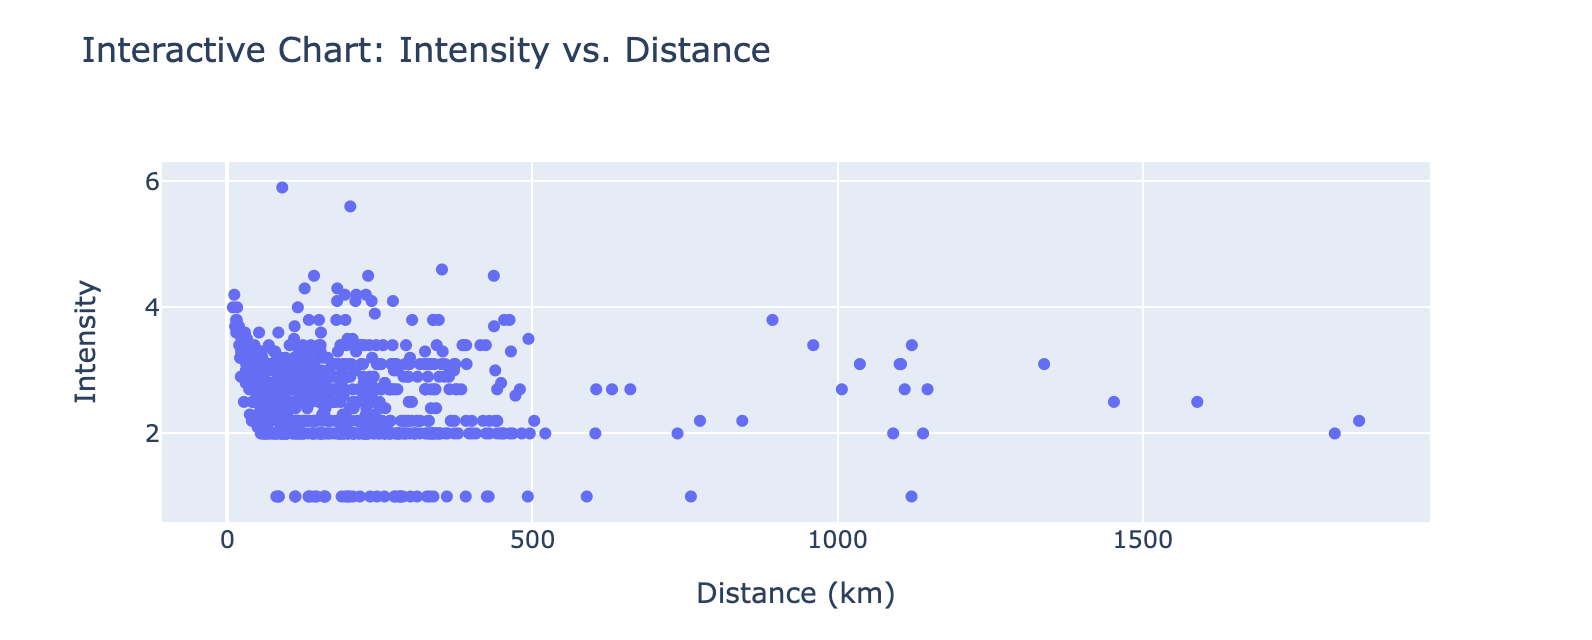 Interactive Chart: Intensity vs. Distance
6
4
2
Intensity
0 500 1000 1500
Distance (km)